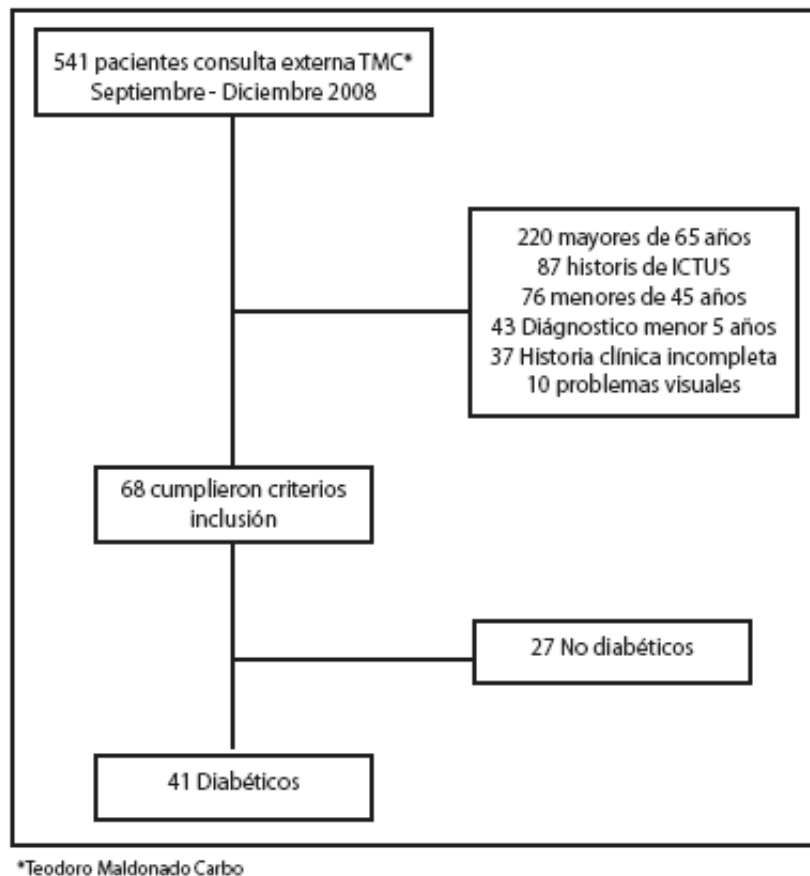 541 pacientes consulta externa TMC*
Septiembre - Diciembre 2008
220 mayores de 65 años
87 historis de ICTUS
76 menores de 45 años
43 Diágnostico menor 5 años
37 Historia clínica incompleta
10 problemas visuales
68 cumplieron criterios
inclusión
27 No diabéticos
41 Diabéticos
*Teodoro Maldonado Carbo